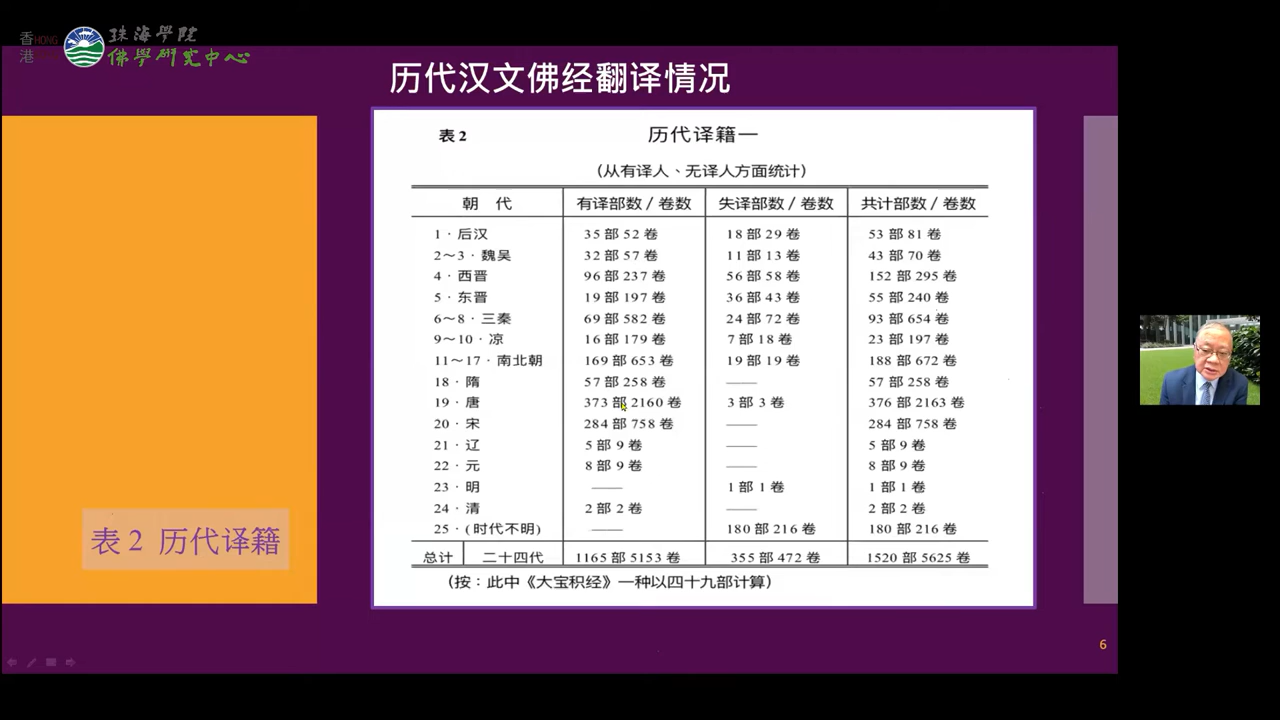 香 HONG 珠海學院
港 佛學研究中心
历代汉文佛经翻译情况
表 2 历代译籍一
（从有译人、无译人方面统计）
朝 代 有译部数 / 卷数 失译部数 / 卷数 共计部数 / 卷数
1 · 后汉 35 部 52 卷 18 部 29 卷 53 部 81 卷
2～3 · 魏吴 32 部 57 卷 11 部 13 卷 43 部 70 卷
4 · 西晋 96 部 237 卷 56 部 58 卷 152 部 295 卷
5 · 东晋 19 部 197 卷 36 部 43 卷 55 部 240 卷
6～8 · 三秦 69 部 582 卷 24 部 72 卷 93 部 654 卷
9～10 · 凉 16 部 179 卷 7 部 18 卷 23 部 197 卷
11～17 · 南北朝 169 部 653 卷 19 部 19 卷 188 部 672 卷
18 · 隋 57 部 258 卷 —— 57 部 258 卷
19 · 唐 373 部 2160 卷 3 部 3 卷 376 部 2163 卷
20 · 宋 284 部 758 卷 —— 284 部 758 卷
21 · 辽 5 部 9 卷 —— 5 部 9 卷
22 · 元 8 部 9 卷 —— 8 部 9 卷
23 · 明 —— 1 部 1 卷 1 部 1 卷
24 · 清 2 部 2 卷 —— 2 部 2 卷
25 · (时代不明) —— 180 部 216 卷 180 部 216 卷
总计 二十四代 1165 部 5153 卷 355 部 472 卷 1520 部 5625 卷
（按：此中《大宝积经》一种以四十九部计算）
表 2 历代译籍
6